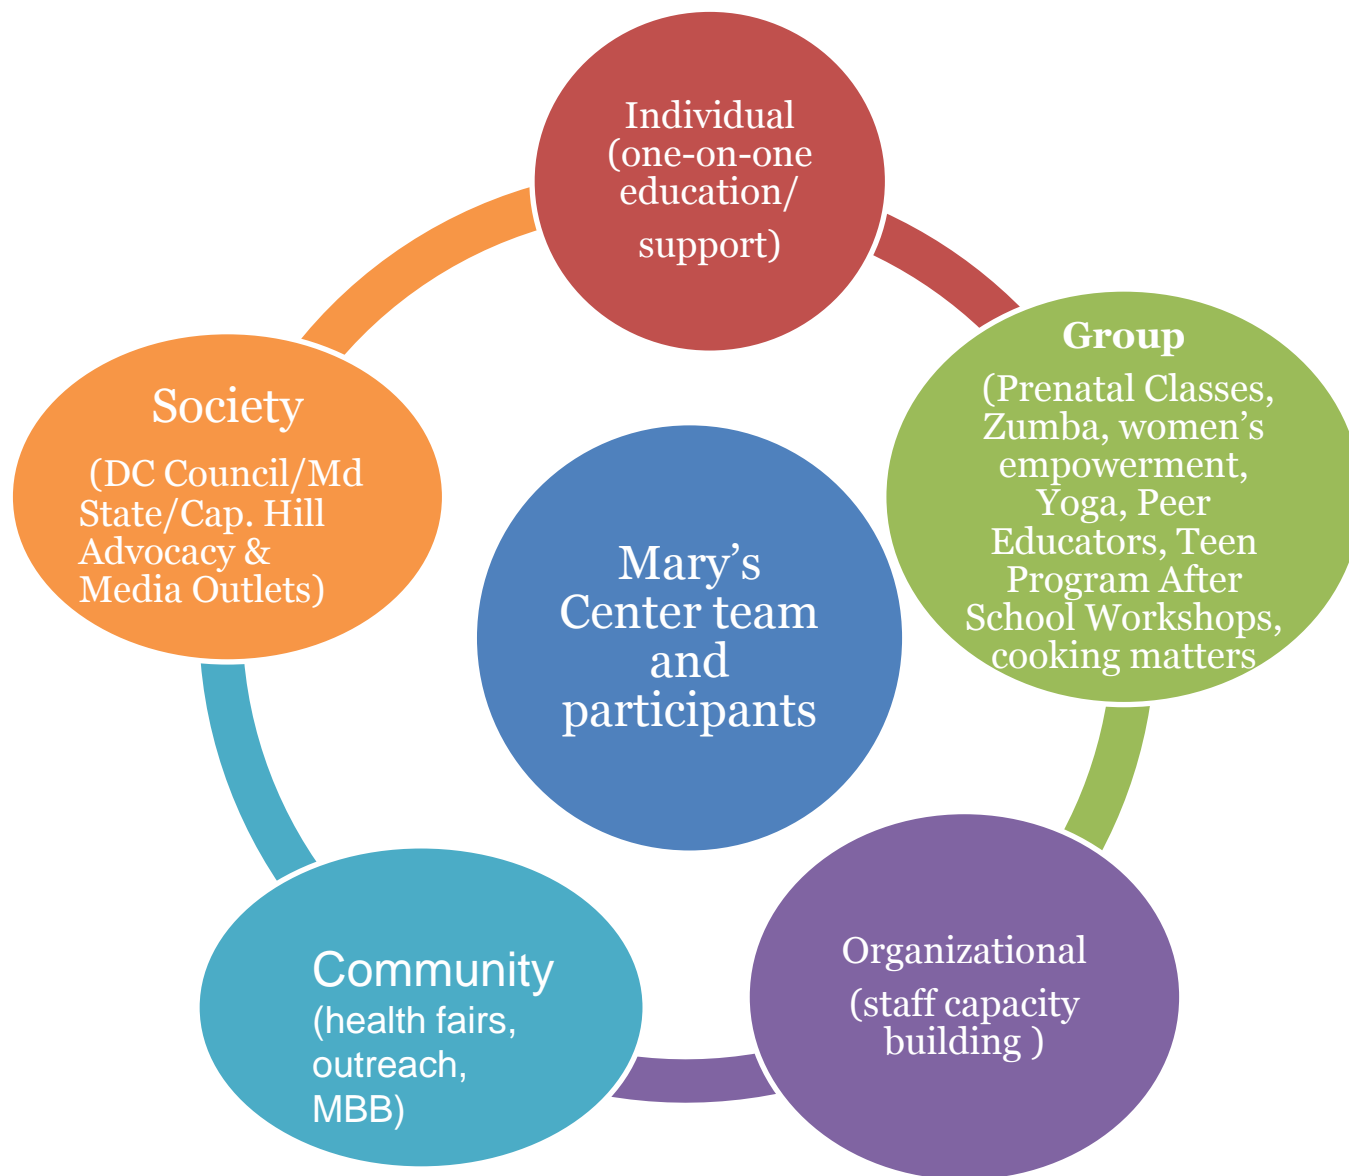 Individual
(one-on-one
education/
support)
Group
(Prenatal Classes,
Zumba, women’s
empowerment,
Yoga, Peer
Educators, Teen
Program After
School Workshops,
cooking matters
Society
(DC Council/Md
State/Cap. Hill
Advocacy &
Media Outlets)
Mary’s
Center team
and
participants
Organizational
(staff capacity
building )
Community
(health fairs,
outreach,
MBB)